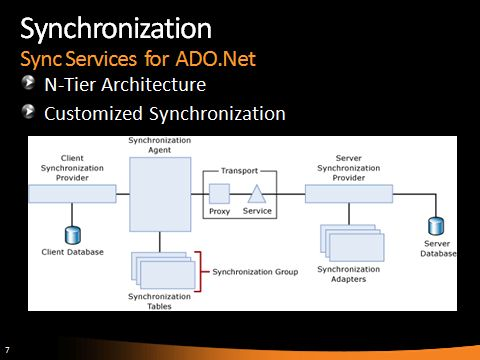 Synchronization
Sync Services for ADO.Net
N-Tier Architecture
Customized Synchronization
Client
Synchronization
Provider
Synchronization
Agent
Transport
Proxy
Service
Server
Synchronization
Provider
Client Database
Synchronization Group
Synchronization
Tables
Synchronization
Adapters
Server
Database
7